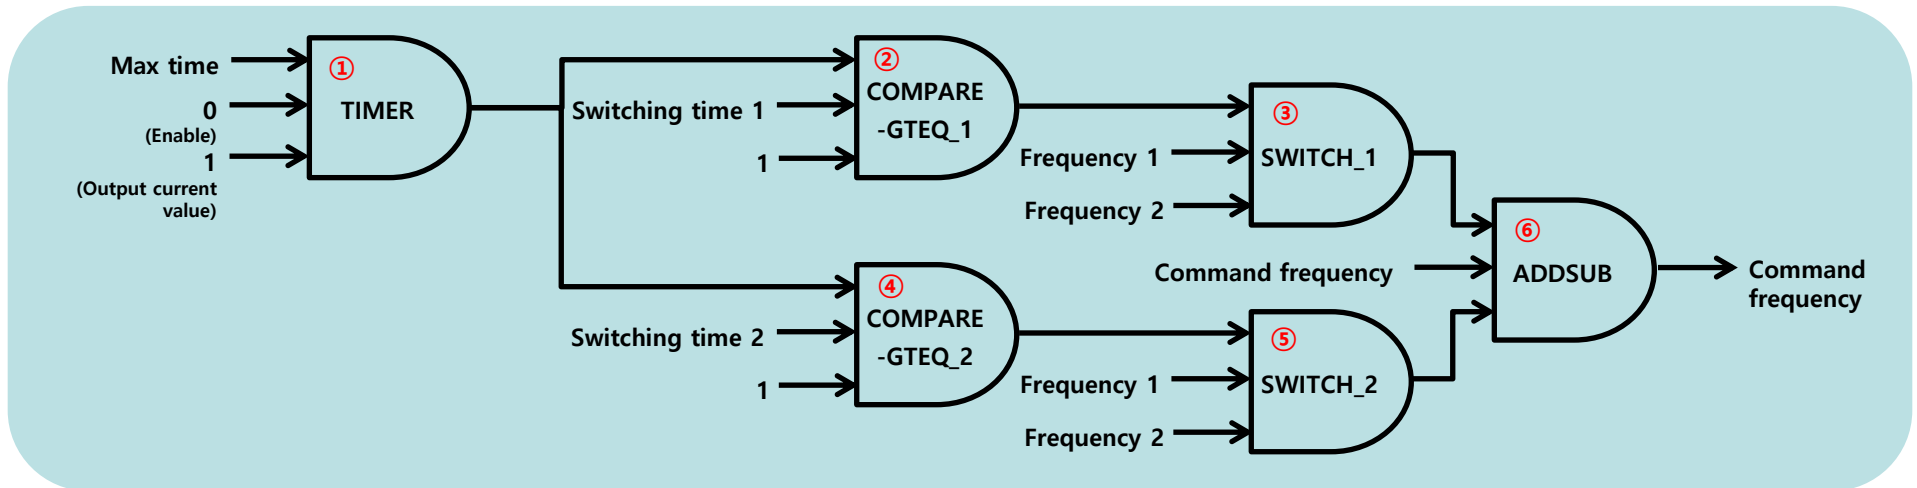 Max time
0
(Enable)
1
(Output current
value)
①
TIMER
Switching time 1
1
②
COMPARE
-GTEQ_1
Frequency 1
Frequency 2
③
SWITCH_1
Switching time 2
1
④
COMPARE
-GTEQ_2
Frequency 1
Frequency 2
⑤
SWITCH_2
Command frequency
⑥
ADDSUB
Command
frequency